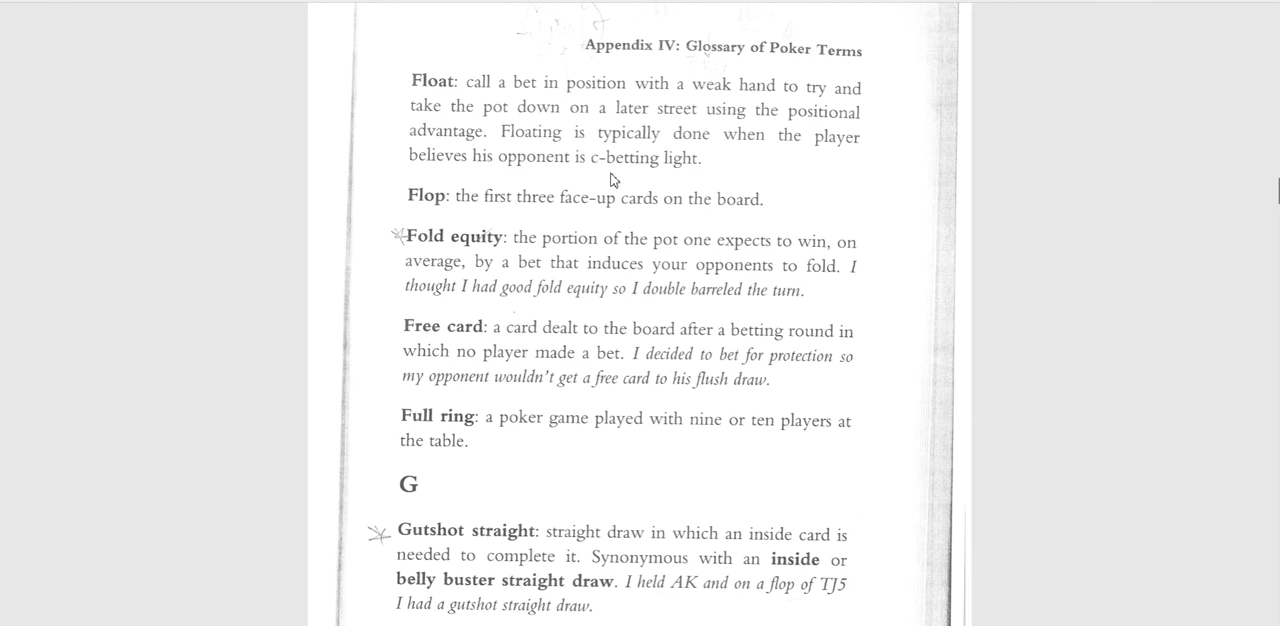 Appendix IV: Glossary of Poker Terms
Float: call a bet in position with a weak hand to try and
take the pot down on a later street using the positional
advantage. Floating is typically done when the player
believes his opponent is c-betting light.
Flop: the first three face-up cards on the board.
Fold equity: the portion of the pot one expects to win, on
average, by a bet that induces your opponents to fold. I
thought I had good fold equity so I double barreled the turn.
Free card: a card dealt to the board after a betting round in
which no player made a bet. I decided to bet for protection so
my opponent wouldn't get a free card to his flush draw.
Full ring: a poker game played with nine or ten players at
the table.
G
Gutshot straight: straight draw in which an inside card is
needed to complete it. Synonymous with an inside or
belly buster straight draw. I held AK and on a flop of TJ5
I had a gutshot straight draw.